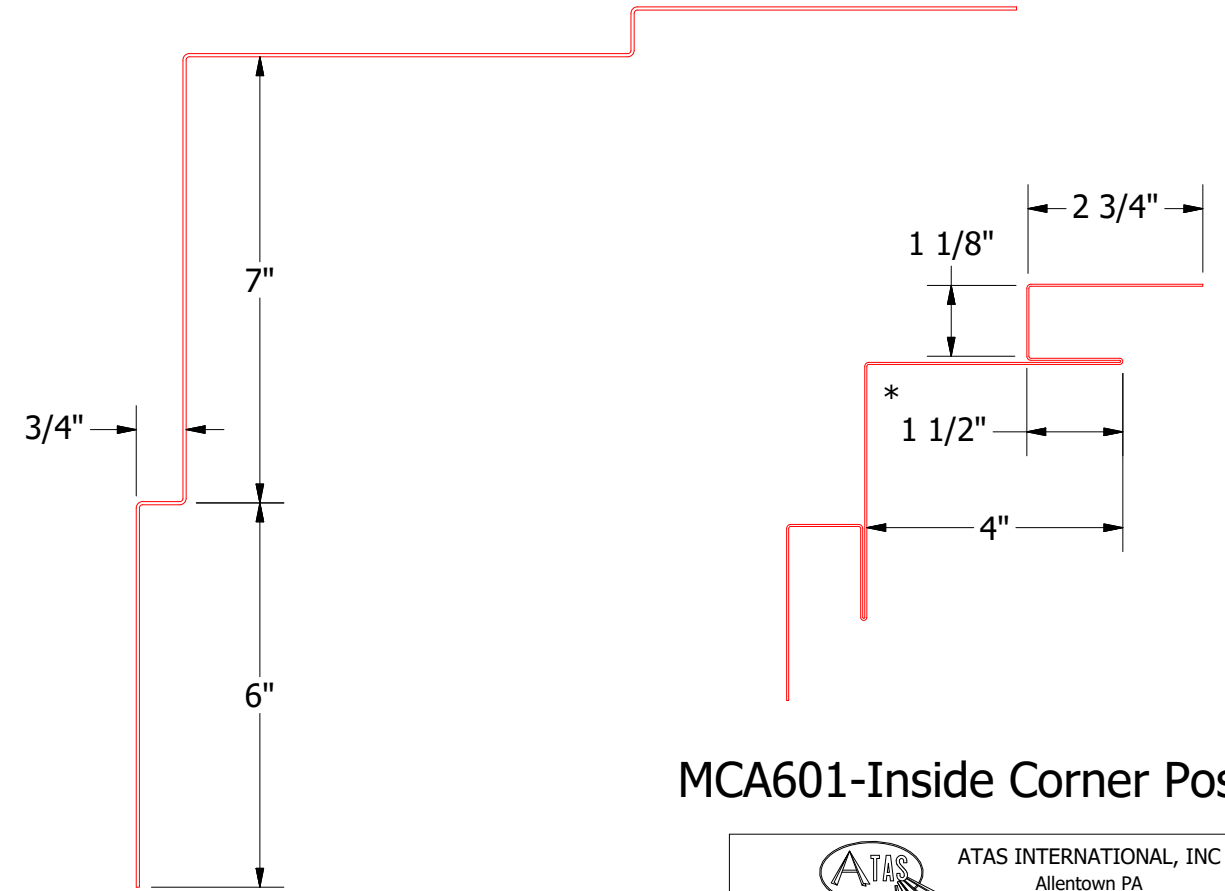 2 3/4"
1 1/8"
7"
*
3/4"
1 1/2"
4"
6"
MCA601-Inside Corner Pos
ATAS
ATAS INTERNATIONAL, INC
Allentown PA